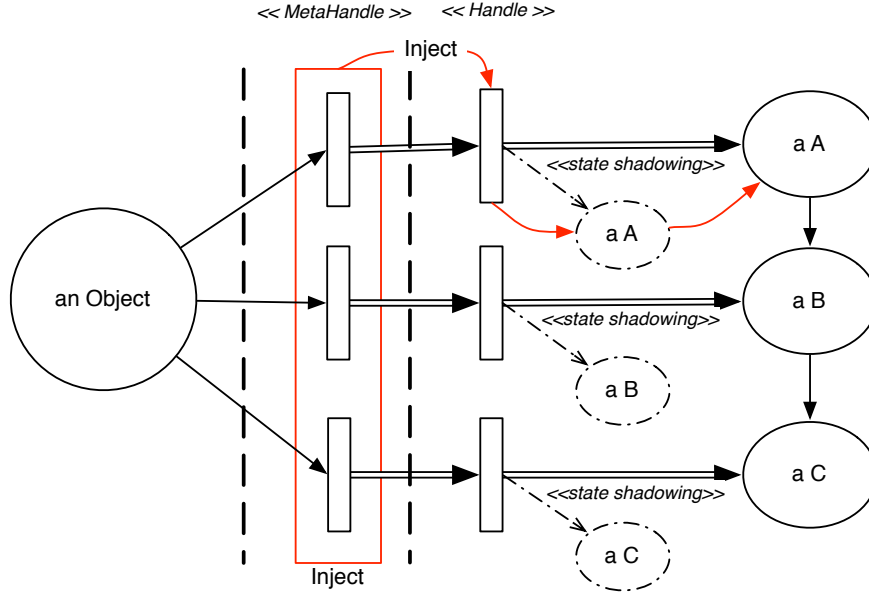 << MetaHandle >>
<< Handle >>
Inject
a A
<<state shadowing>>
a A
an Object
a B
<<state shadowing>>
a B
a C
<<state shadowing>>
a C
Inject